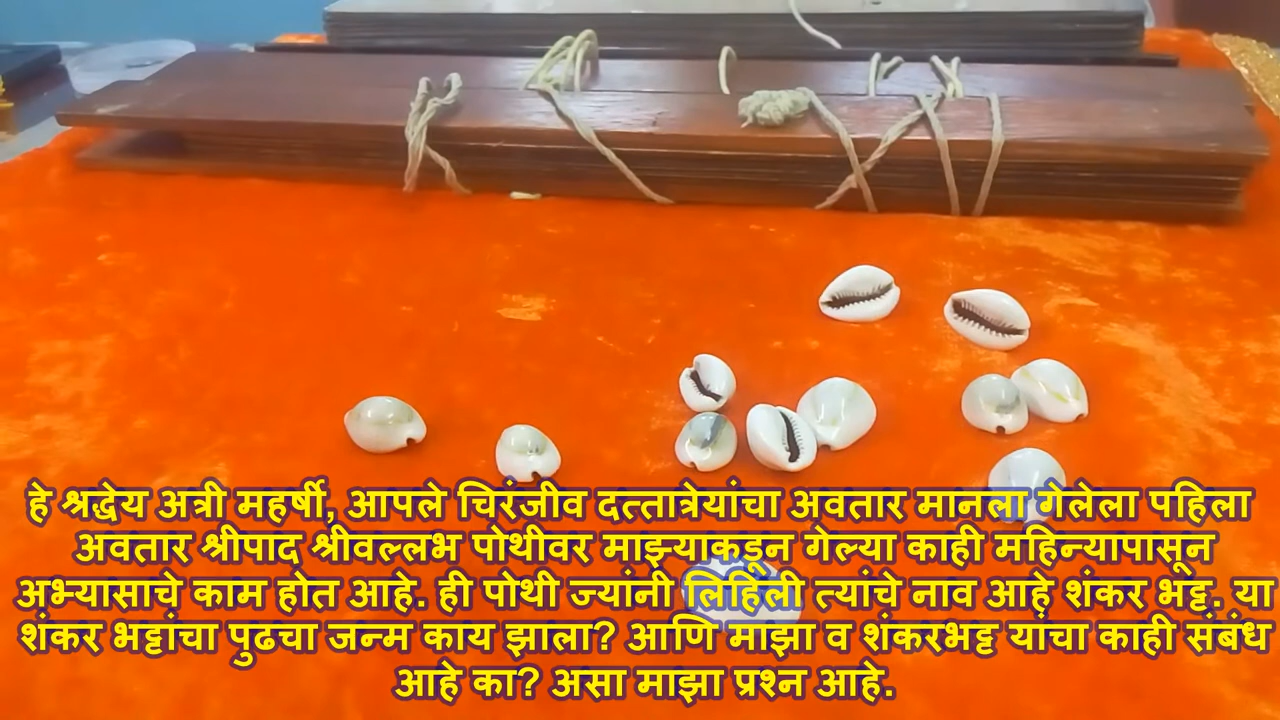 हे श्रद्धेय अत्री महर्षी, आपले चिरंजीव दत्तात्रेयांचा अवतार मानला गेलेला पहिला
अवतार श्रीपाद श्रीवल्लभ पोथीवर माझ्याकडून गेल्या काही महिन्यापासून
अभ्यासाचे काम होत आहे. ही पोथी ज्यांनी लिहिली त्यांचे नाव आहे शंकर भट्ट. या
शंकर भट्टांचा पुढचा जन्म काय झाला? आणि माझा व शंकरभट्ट यांचा काही संबंध
आहे का? असा माझा प्रश्न आहे.